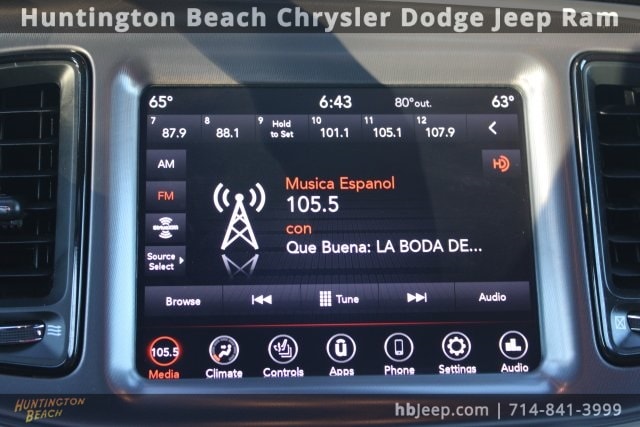 Huntington Beach Chrysler Dodge Jeep Ram
65° 6:43 80°out. 63°
7 87.9 8 88.1 9 Hold to Set 10 101.1 11 105.1 12 107.9 <
AM
HD
FM
Musica Espanol
105.5
SiriusXM
con
Que Buena: LA BODA DE...
Source
Select
Browse Tune Audio
105.5
Media Climate Controls Apps Phone Settings Audio
HUNTINGTON
BEACH
hbjeep.com | 714-841-3999